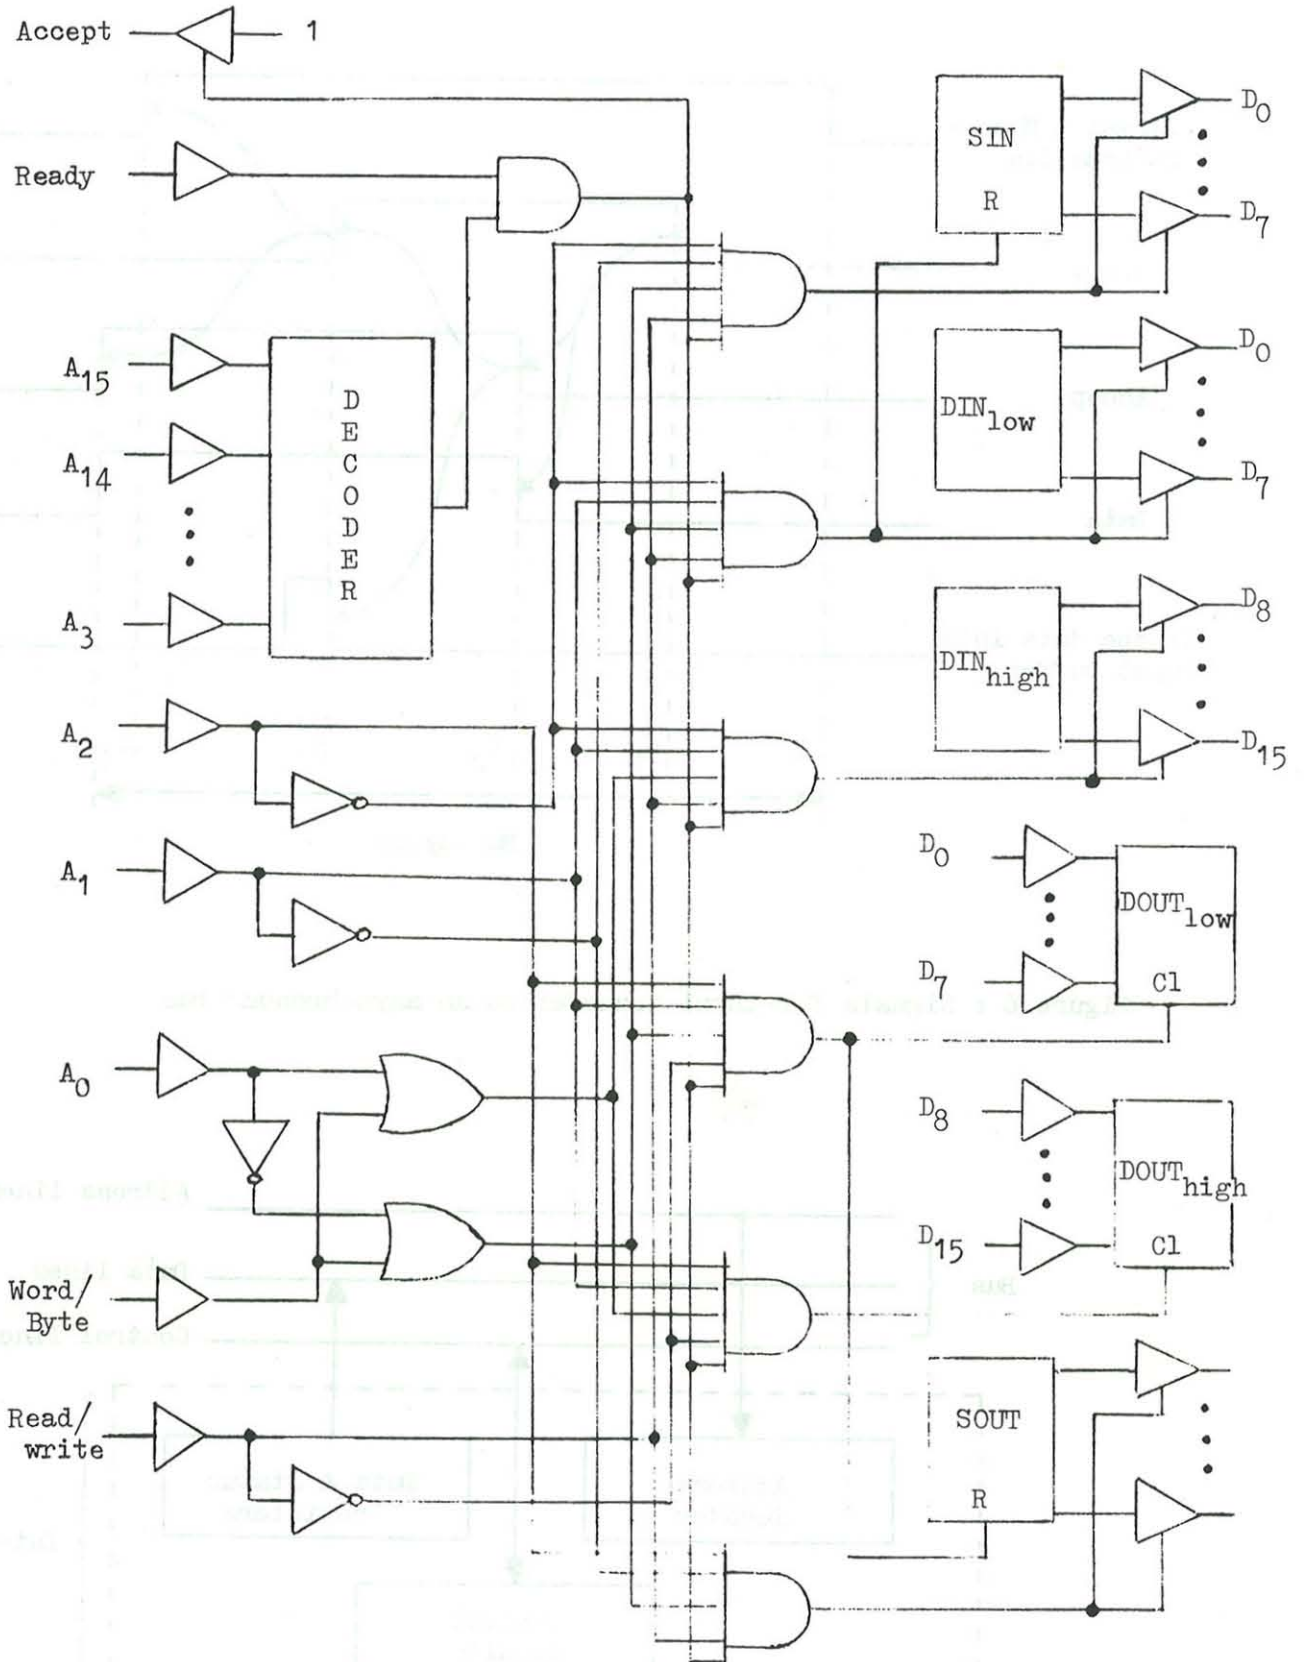 Accept
1
Ready
A15
A14
A3
A2
A1
A0
Word/
Byte
Read/
write
D
E
C
O
D
E
R
SIN
R
D0
D7
DINlow
D0
D7
DINhigh
D8
D15
D0
D7
DOUTlow
Cl
D8
D15
DOUThigh
Cl
SOUT
R